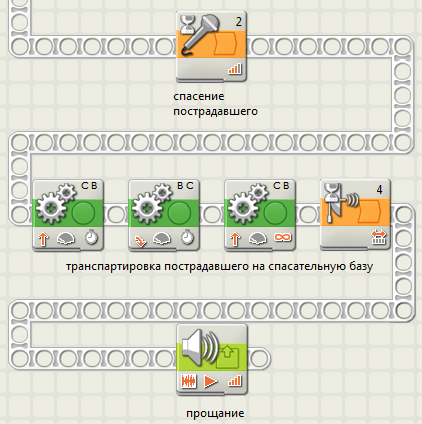 2
спасение
пострадавшего
C B
B C
C B
4
транспартировка пострадавшего на спасательную базу
прощание